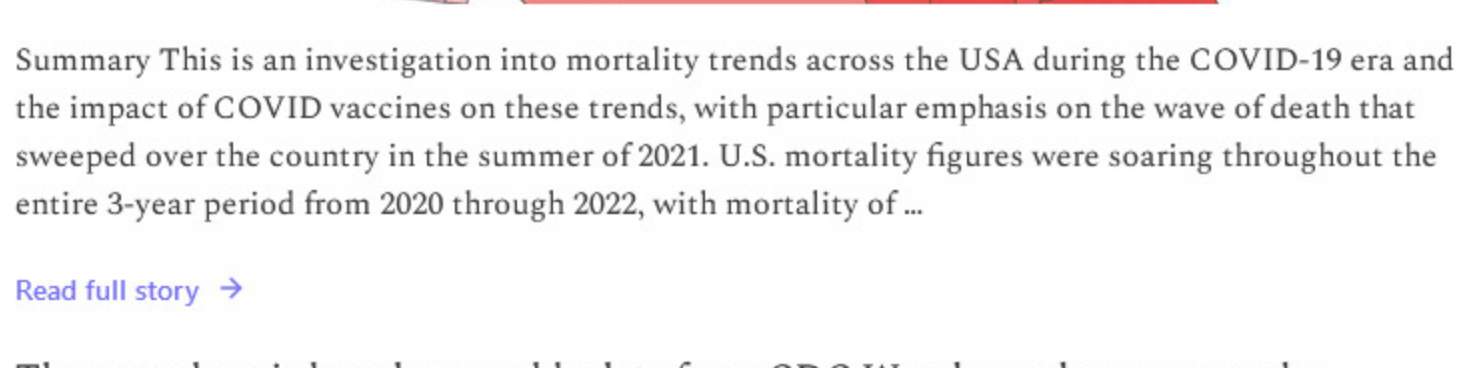 Summary This is an investigation into mortality trends across the USA during the COVID-19 era and
the impact of COVID vaccines on these trends, with particular emphasis on the wave of death that
sweeped over the country in the summer of 2021. U.S. mortality figures were soaring throughout the
entire 3-year period from 2020 through 2022, with mortality of ...
Read full story →